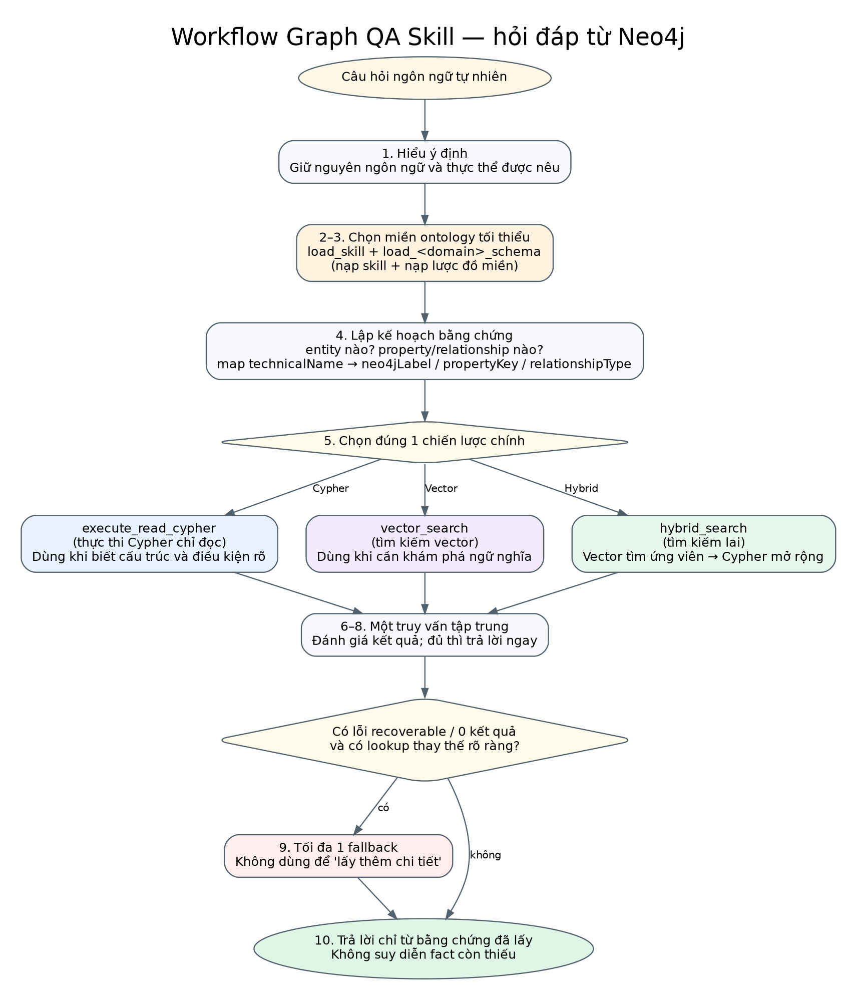 Workflow Graph QA Skill — hỏi đáp từ Neo4j
Câu hỏi ngôn ngữ tự nhiên
1. Hiểu ý định
Giữ nguyên ngôn ngữ và thực thể được nêu
2–3. Chọn miền ontology tối thiểu
load_skill + load_<domain>_schema
(nạp skill + nạp lược đồ miền)
4. Lập kế hoạch bằng chứng
entity nào? property/relationship nào?
map technicalName → neo4jLabel / propertyKey / relationshipType
5. Chọn đúng 1 chiến lược chính
Cypher
Vector
Hybrid
execute_read_cypher
(thực thi Cypher chỉ đọc)
Dùng khi biết cấu trúc và điều kiện rõ
vector_search
(tìm kiếm vector)
Dùng khi cần khám phá ngữ nghĩa
hybrid_search
(tìm kiếm lai)
Vector tìm ứng viên → Cypher mở rộng
6–8. Một truy vấn tập trung
Đánh giá kết quả; đủ thì trả lời ngay
Có lỗi recoverable / 0 kết quả
và có lookup thay thế rõ ràng?
có
9. Tối đa 1 fallback
Không dùng để 'lấy thêm chi tiết'
không
10. Trả lời chỉ từ bằng chứng đã lấy
Không suy diễn fact còn thiếu